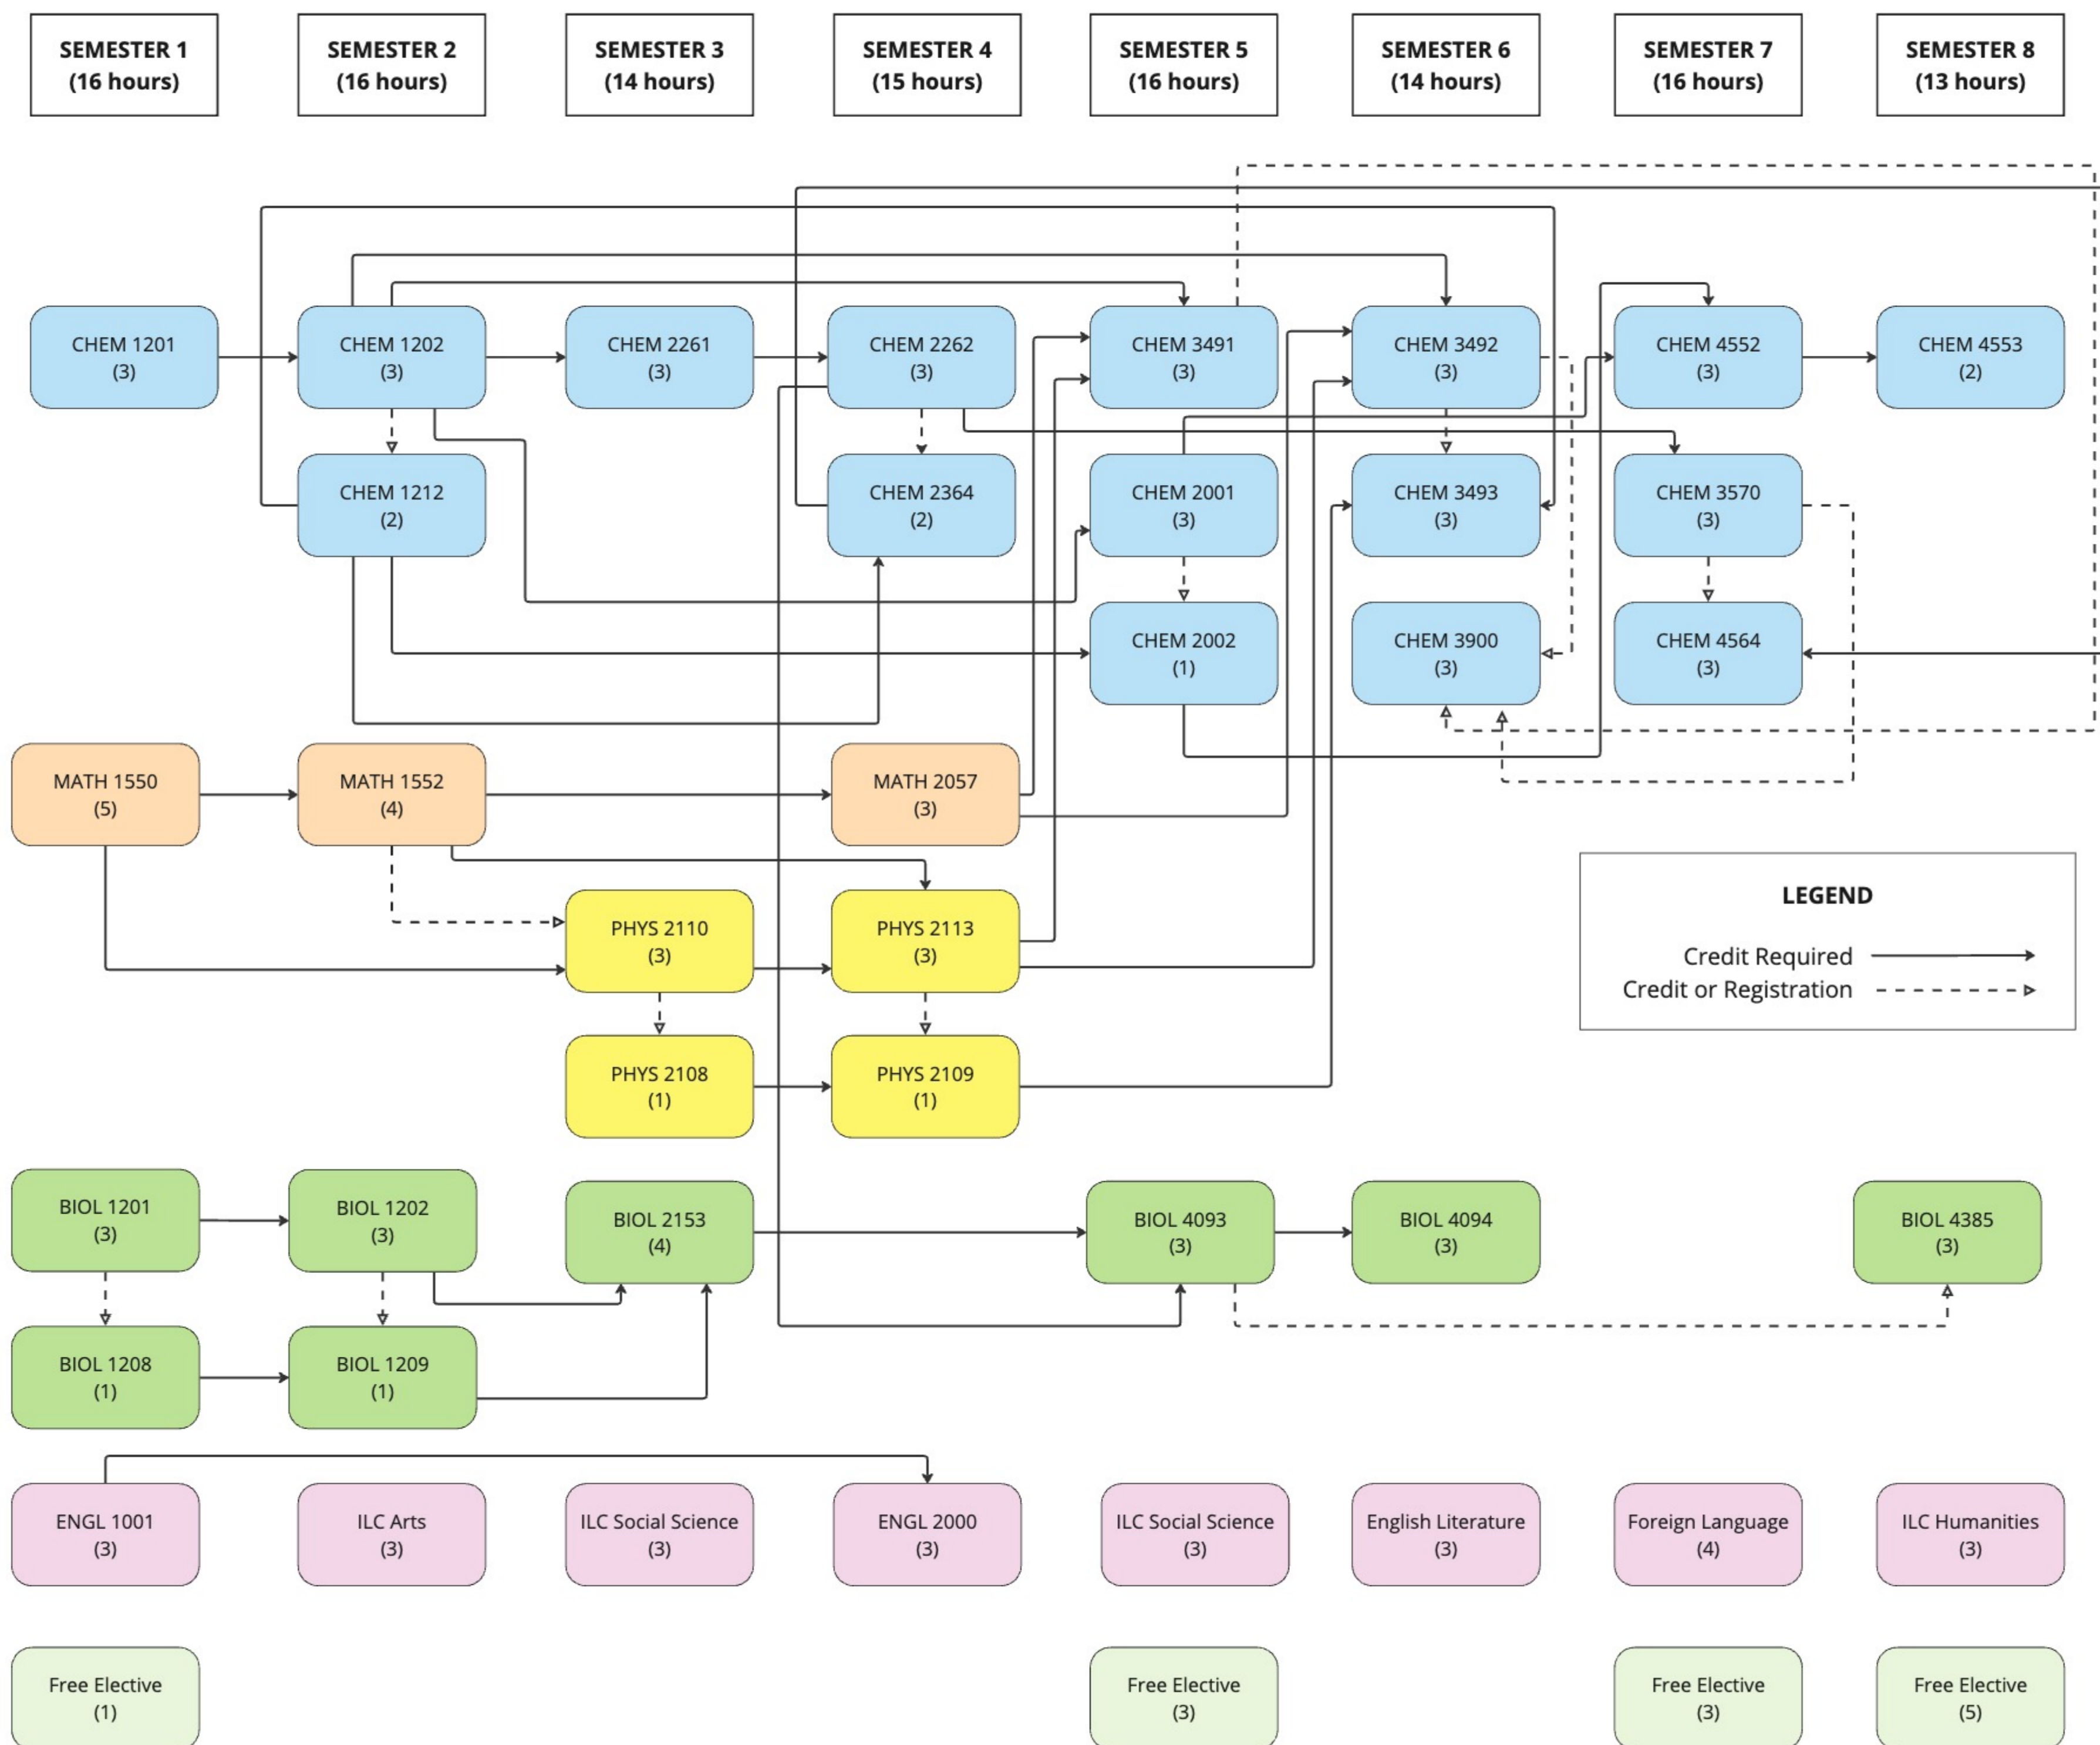 SEMESTER 1
(16 hours)
SEMESTER 2
(16 hours)
SEMESTER 3
(14 hours)
SEMESTER 4
(15 hours)
SEMESTER 5
(16 hours)
SEMESTER 6
(14 hours)
SEMESTER 7
(16 hours)
SEMESTER 8
(13 hours)
CHEM 1201
(3)
CHEM 1202
(3)
CHEM 2261
(3)
CHEM 2262
(3)
CHEM 3491
(3)
CHEM 3492
(3)
CHEM 4552
(3)
CHEM 4553
(2)
CHEM 1212
(2)
CHEM 2364
(2)
CHEM 2001
(3)
CHEM 3493
(3)
CHEM 3570
(3)
CHEM 2002
(1)
CHEM 3900
(3)
CHEM 4564
(3)
MATH 1550
(5)
MATH 1552
(4)
MATH 2057
(3)
LEGEND
Credit Required
Credit or Registration
PHYS 2110
(3)
PHYS 2113
(3)
PHYS 2108
(1)
PHYS 2109
(1)
BIOL 1201
(3)
BIOL 1202
(3)
BIOL 2153
(4)
BIOL 4093
(3)
BIOL 4094
(3)
BIOL 4385
(3)
BIOL 1208
(1)
BIOL 1209
(1)
ENGL 1001
(3)
ILC Arts
(3)
ILC Social Science
(3)
ENGL 2000
(3)
ILC Social Science
(3)
English Literature
(3)
Foreign Language
(4)
ILC Humanities
(3)
Free Elective
(1)
Free Elective
(3)
Free Elective
(3)
Free Elective
(5)